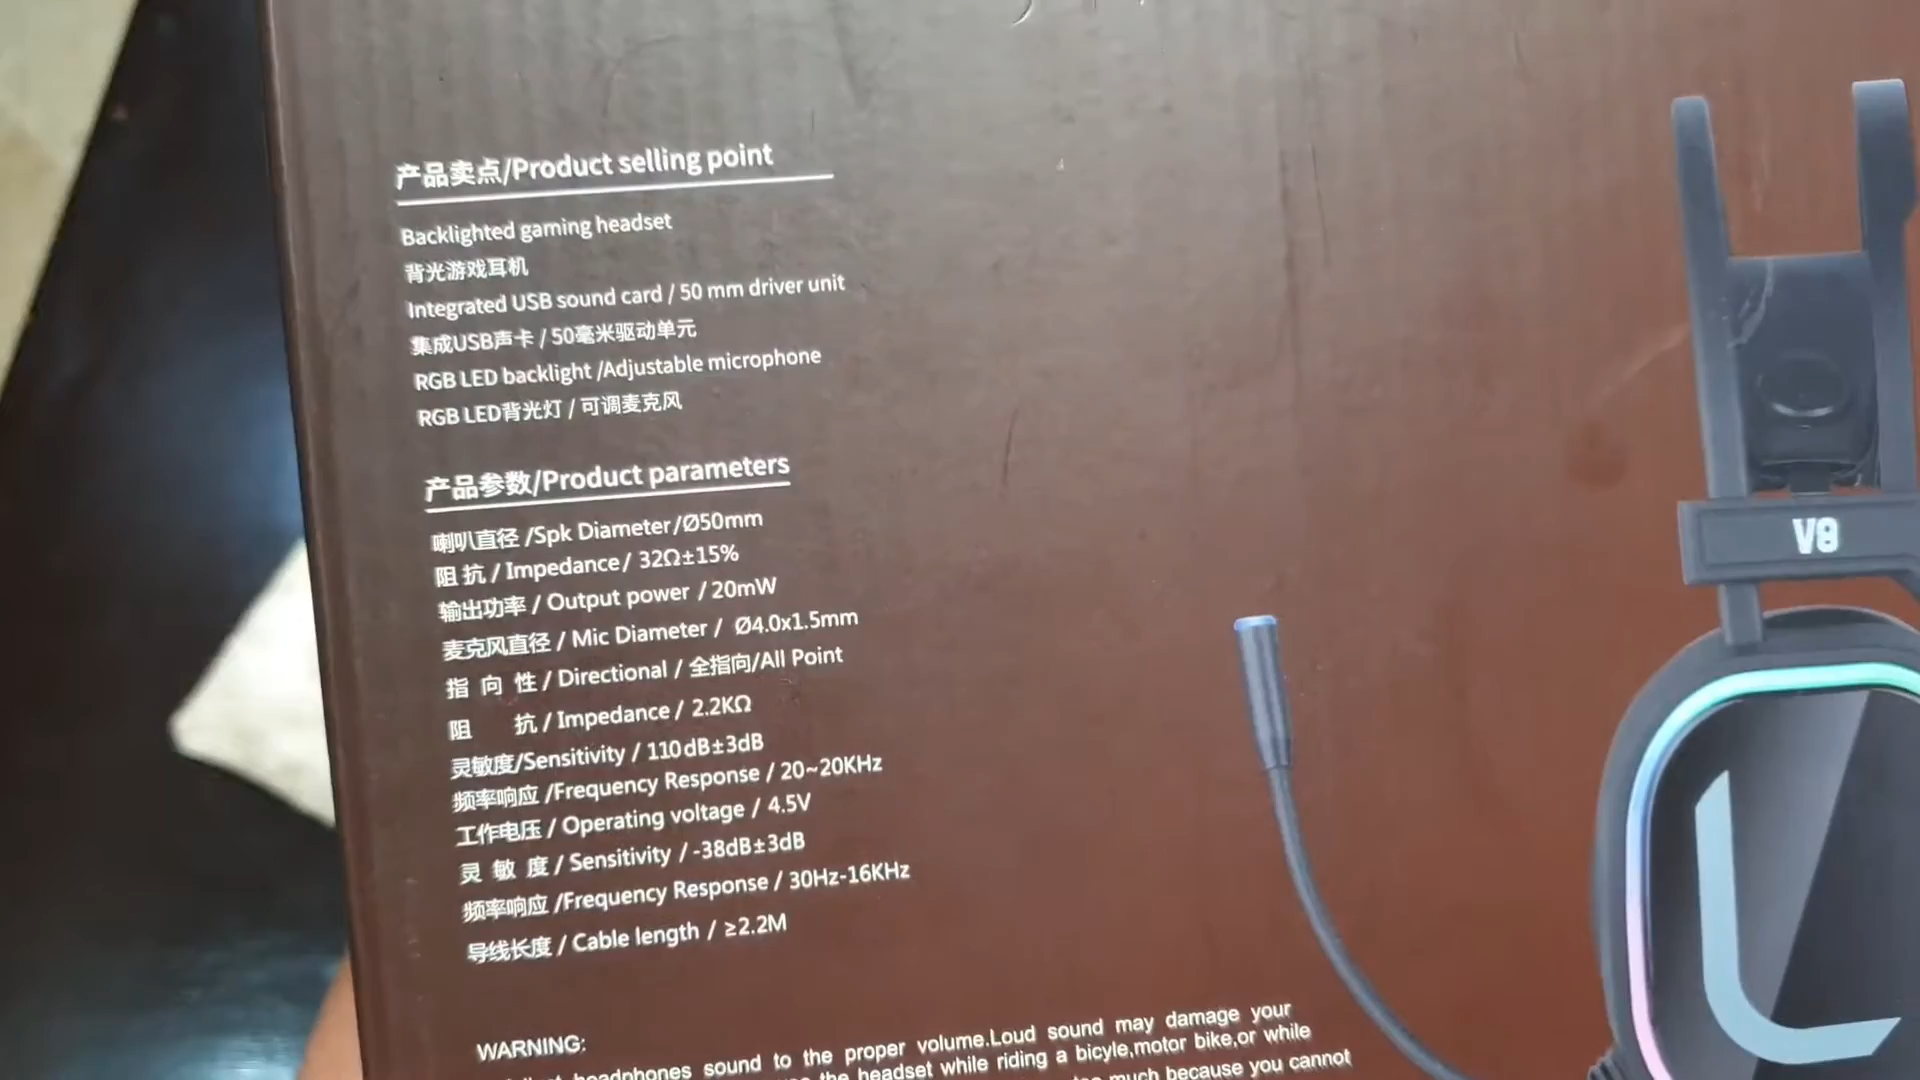 产品卖点/Product selling point
Backlighted gaming headset
背光游戏耳机
Integrated USB sound card / 50 mm driver unit
集成USB声卡 / 50毫米驱动单元
RGB LED backlight /Adjustable microphone
RGB LED背光灯 / 可调麦克风
产品参数/Product parameters
喇叭直径 /Spk Diameter/Ø50mm
阻 抗 / Impedance/ 32Ω±15%
输出功率 / Output power / 20mW
麦克风直径 / Mic Diameter / Ø4.0x1.5mm
指 向 性 / Directional / 全指向/All Point
阻 抗 / Impedance / 2.2KΩ
灵敏度/Sensitivity / 110dB±3dB
频率响应 /Frequency Response / 20~20KHz
工作电压 / Operating voltage / 4.5V
灵 敏 度 / Sensitivity / -38dB±3dB
频率响应 /Frequency Response / 30Hz-16KHz
导线长度 / Cable length / ≥2.2M
WARNING:
headphones sound to the proper volume.Loud sound may damage your
the headset while riding a bicyle,motor bike,or while
much because you cannot
V8